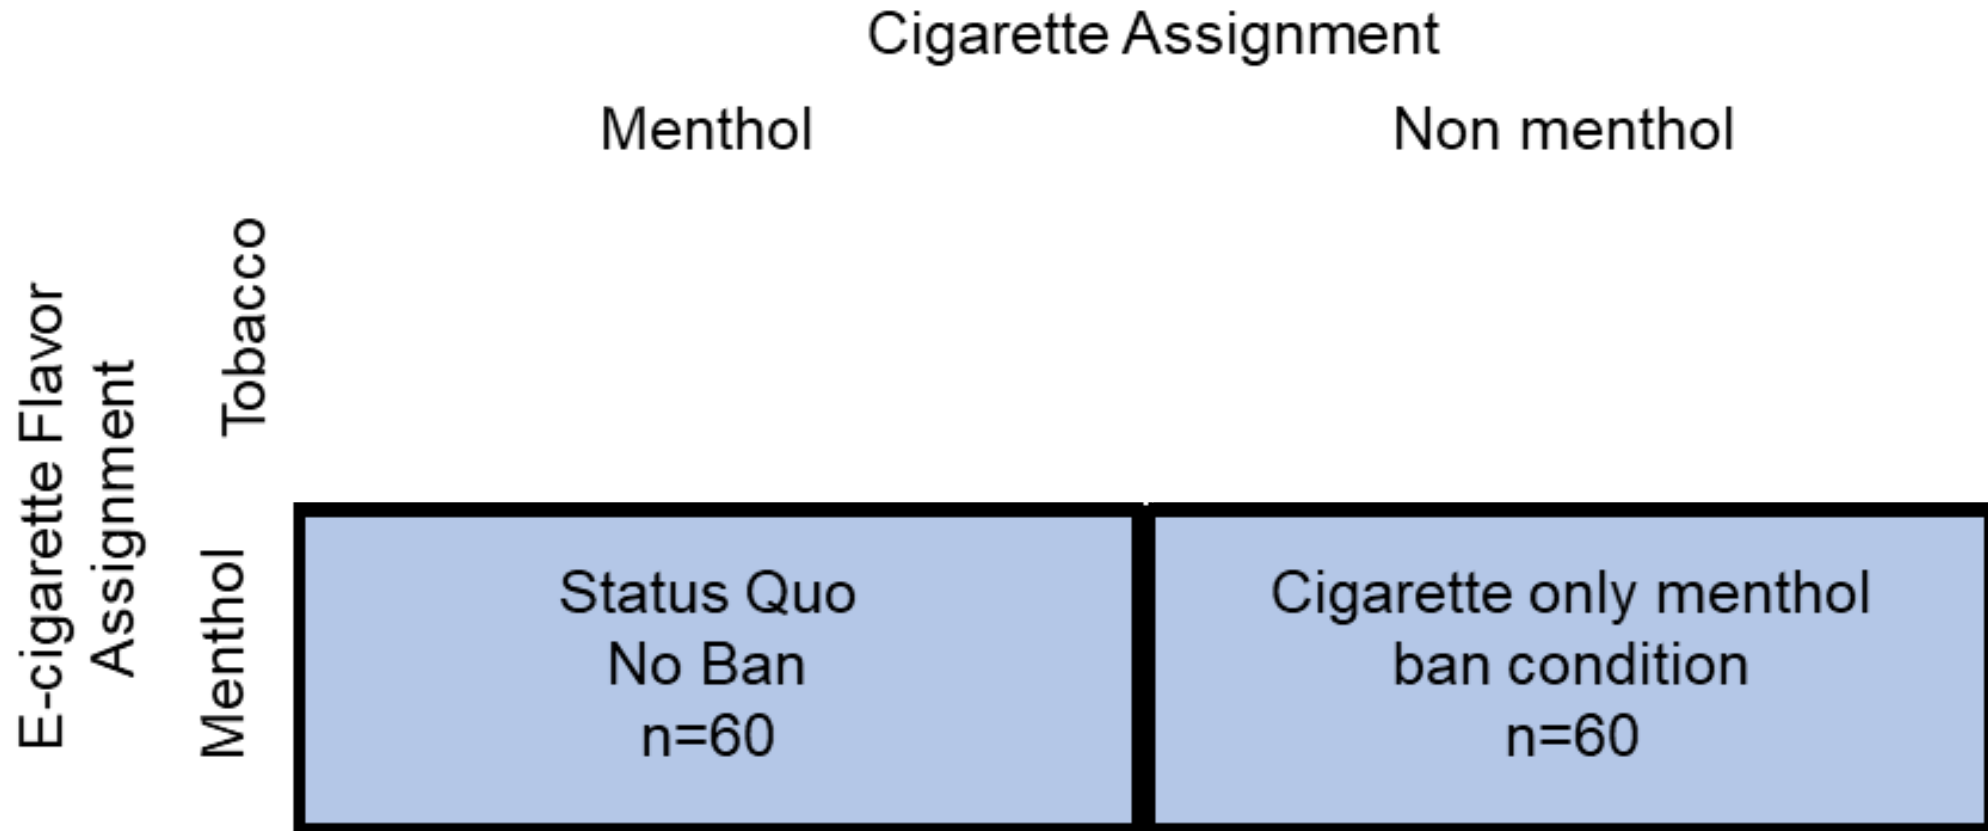 Cigarette Assignment
Menthol
Non menthol
E-cigarette Flavor
Assignment
Tobacco
Menthol
Status Quo
No Ban
n=60
Cigarette only menthol
ban condition
n=60